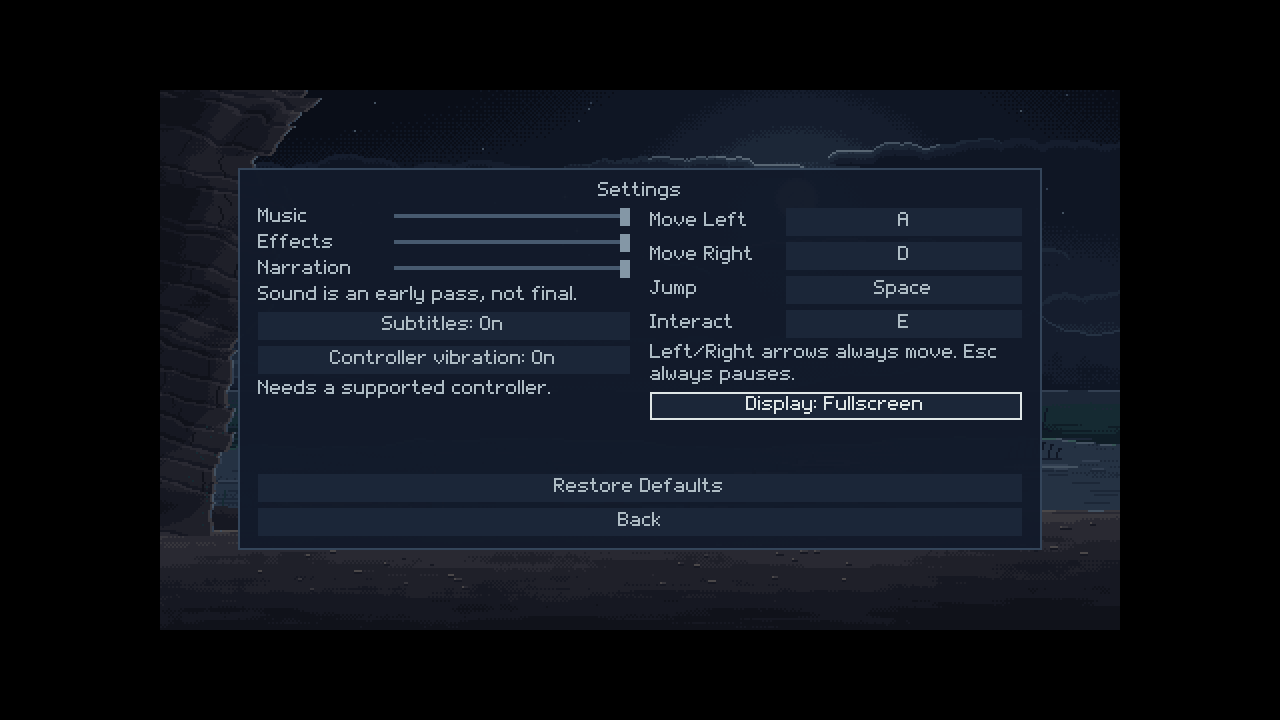 Settings
Music
Effects
Narration
Sound is an early pass, not final.
Subtitles: On
Controller vibration: On
Needs a supported controller.
Move Left A
Move Right D
Jump Space
Interact E
Left/Right arrows always move. Esc
always pauses.
Display: Fullscreen
Restore Defaults
Back